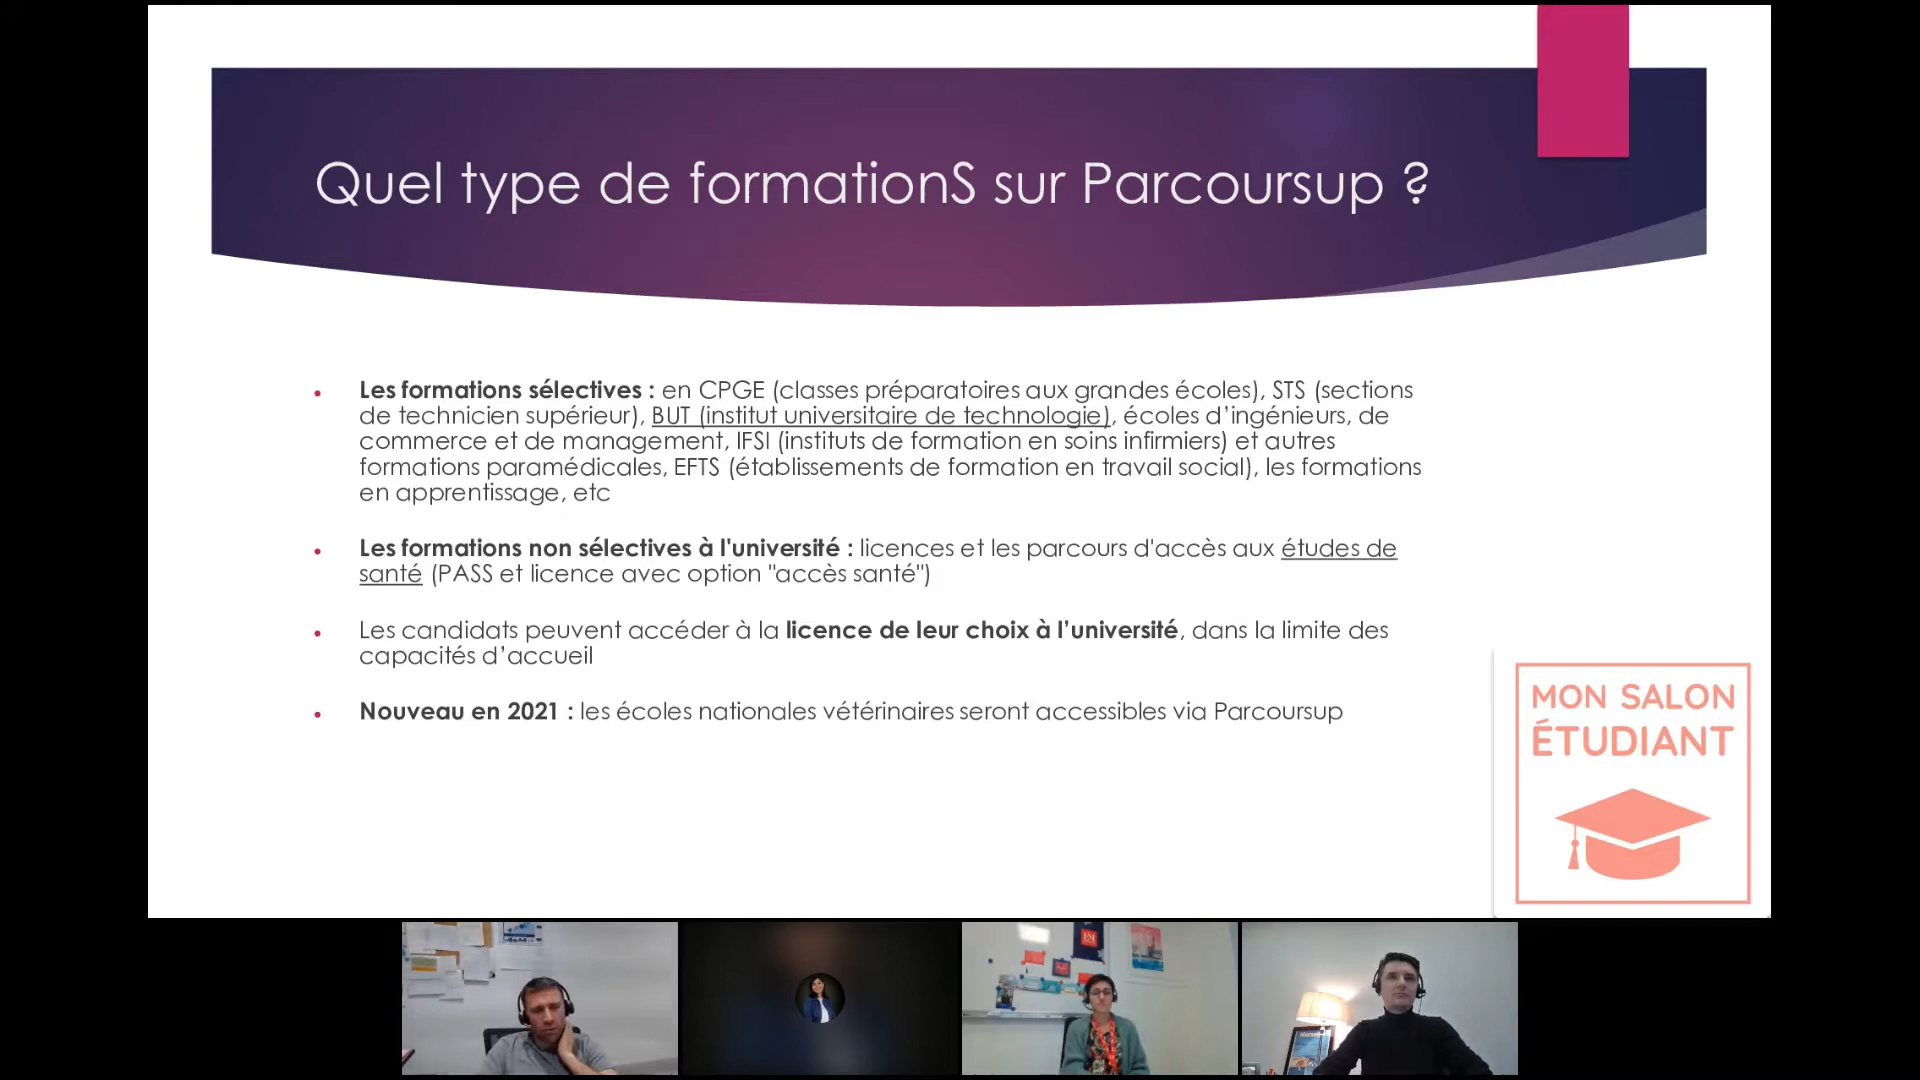 Quel type de formationS sur Parcoursup ?
• Les formations sélectives : en CPGE (classes préparatoires aux grandes écoles), STS (sections
de technicien supérieur), BUT (institut universitaire de technologie), écoles d’ingénieurs, de
commerce et de management, IFSI (instituts de formation en soins infirmiers) et autres
formations paramédicales, EFTS (établissements de formation en travail social), les formations
en apprentissage, etc
• Les formations non sélectives à l'université : licences et les parcours d'accès aux études de
santé (PASS et licence avec option "accès santé")
• Les candidats peuvent accéder à la licence de leur choix à l’université, dans la limite des
capacités d’accueil
• Nouveau en 2021 : les écoles nationales vétérinaires seront accessibles via Parcoursup
MON SALON
ÉTUDIANT